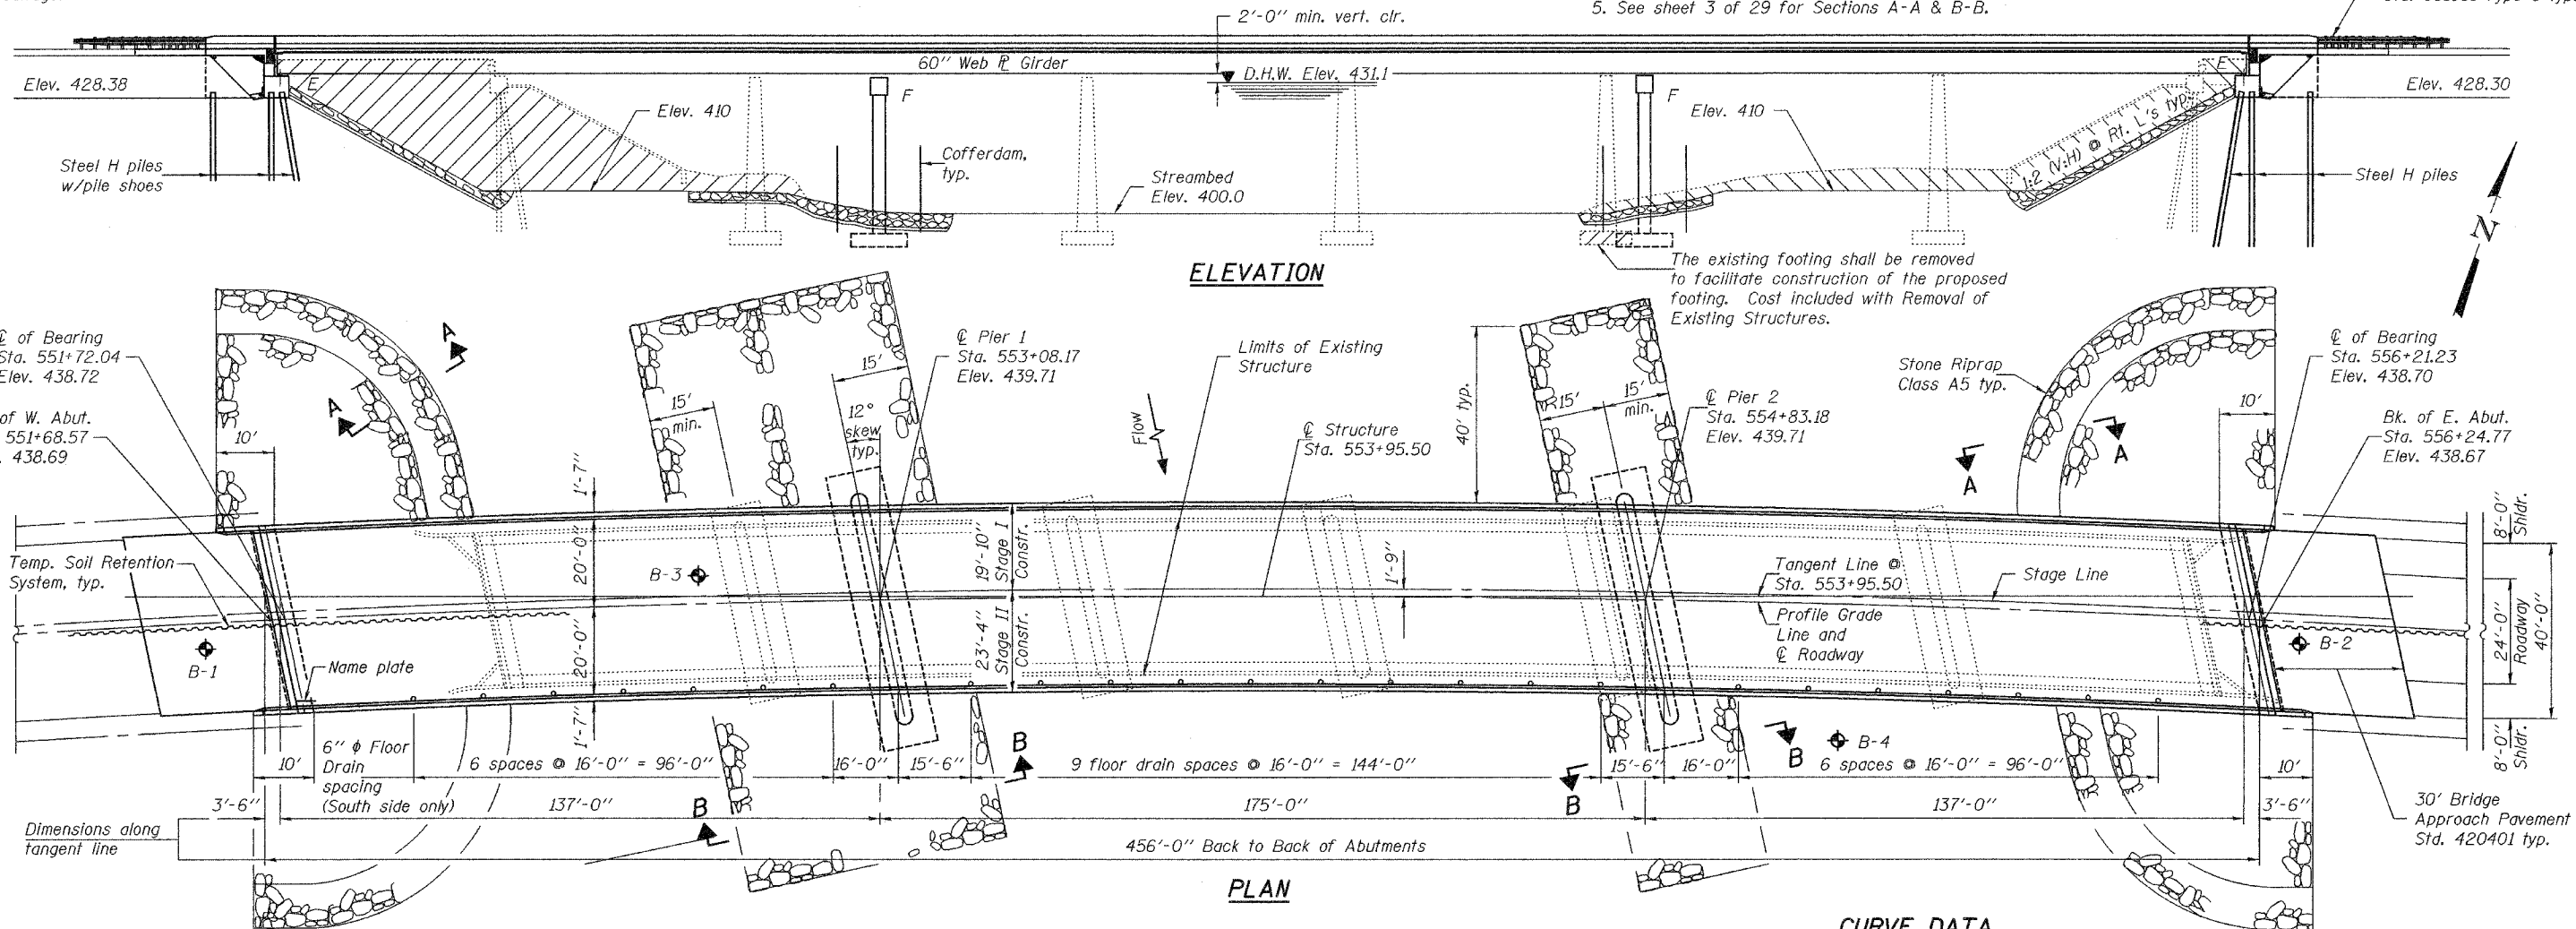 5. See sheet 3 of 29 for Sections A-A & B-B.
2'-0" min. vert. clr.
60" Web ℄ Girder
D.H.W. Elev. 431.1
E
F
F
E
Elev. 428.38
Elev. 428.30
Elev. 410
Elev. 410
1:2 (V:H) @ Rt. L's typ.
Steel H piles
w/pile shoes
Cofferdam,
typ.
Streambed
Elev. 400.0
Steel H piles
N
ELEVATION
The existing footing shall be removed
to facilitate construction of the proposed
footing. Cost included with Removal of
Existing Structures.
℄ of Bearing
Sta. 551+72.04
Elev. 438.72
of W. Abut.
551+68.57
438.69
A
A
10'
15'
min.
15'
12°
skew
typ.
℄ Pier 1
Sta. 553+08.17
Elev. 439.71
Limits of Existing
Structure
Flow
℄ Structure
Sta. 553+95.50
40' typ.
15'
15'
min.
℄ Pier 2
Sta. 554+83.18
Elev. 439.71
Stone Riprap
Class A5 typ.
A
A
10'
℄ of Bearing
Sta. 556+21.23
Elev. 438.70
Bk. of E. Abut.
Sta. 556+24.77
Elev. 438.67
Temp. Soil Retention
System, typ.
1'-7"
20'-0"
20'-0"
1'-7"
B-3
19'-10"
Stage I
Constr.
23'-4"
Stage II
Constr.
1'-9"
Tangent Line @
Sta. 553+95.50
Stage Line
Profile Grade
Line and
℄ Roadway
8'-0"
Shldr.
24'-0"
Roadway
40'-0"
8'-0"
Shldr.
B-1
Name plate
B-2
10'
6" ϕ Floor
Drain
spacing
(South side only)
6 spaces @ 16'-0" = 96'-0"
16'-0"
15'-6"
B
9 floor drain spaces @ 16'-0" = 144'-0"
15'-6"
16'-0"
B
B-4
6 spaces @ 16'-0" = 96'-0"
10'
3'-6"
137'-0"
B
175'-0"
B
137'-0"
3'-6"
30' Bridge
Approach Pavement
Std. 420401 typ.
Dimensions along
tangent line
456'-0" Back to Back of Abutments
PLAN
CURVE DATA